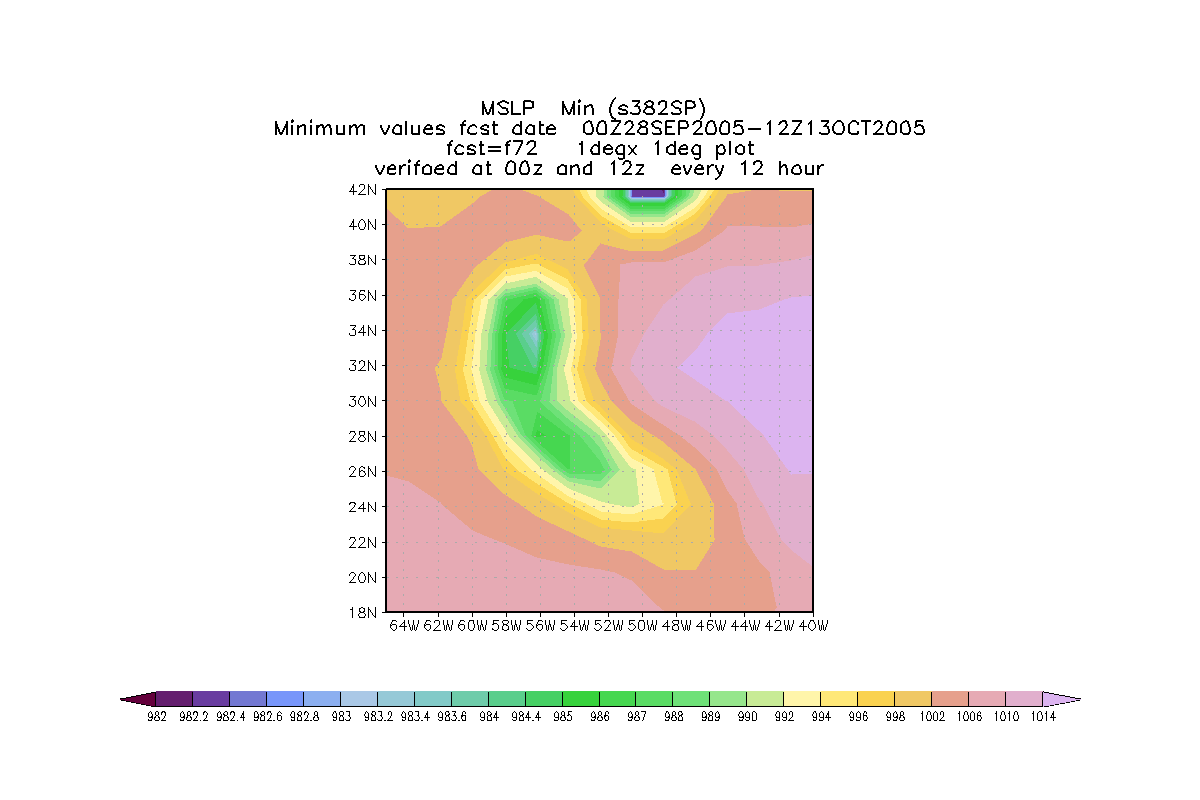 MSLP Min (s382SP)
Minimum values fcst date 00Z28SEP2005-12Z13OCT2005
fcst=f72 1degx 1deg plot
verifaed at 00z and 12z every 12 hour
42N
40N
38N
36N
34N
32N
30N
28N
26N
24N
22N
20N
18N
64W 62W 60W 58W 56W 54W 52W 50W 48W 46W 44W 42W 40W
982 982.2 982.4 982.6 982.8 983 983.2 983.4 983.6 984 984.4 985 986 987 988 989 990 992 994 996 998 1002 1006 1010 1014